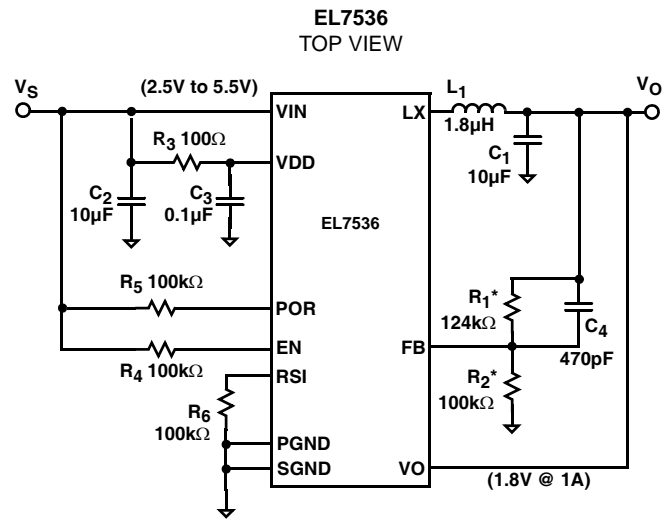 EL7536
TOP VIEW
VS
(2.5V to 5.5V)
VIN
LX
L1
1.8µH
VO
R3 100Ω
VDD
C1
10µF
C2
10µF
C3
0.1µF
EL7536
R5 100kΩ
POR
R1*
124kΩ
C4
470pF
R4 100kΩ
EN
FB
RSI
R2*
100kΩ
R6
100kΩ
PGND
SGND
VO
(1.8V @ 1A)